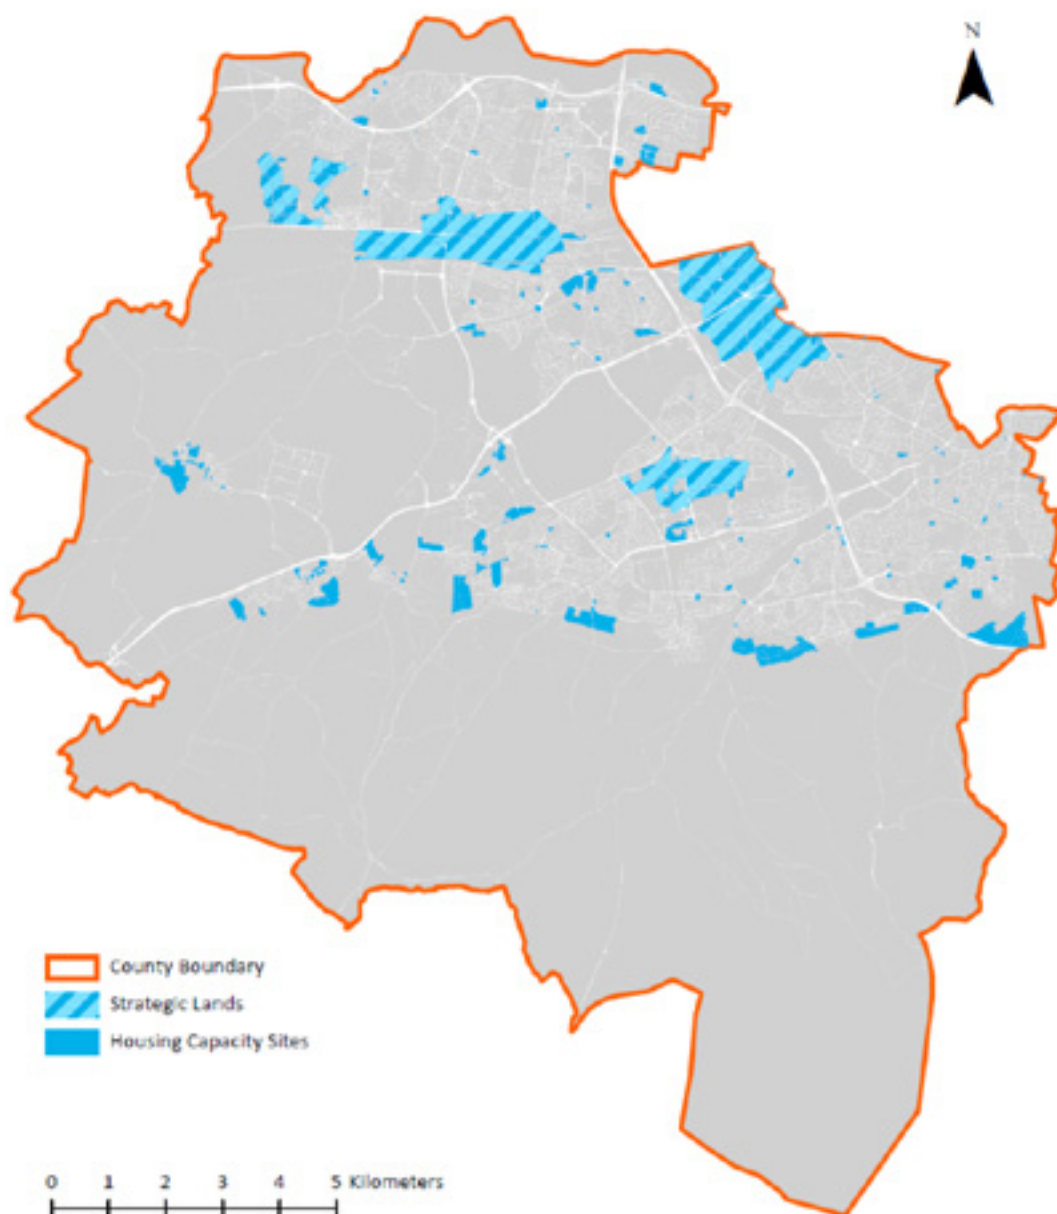 N
County Boundary
Strategic Lands
Housing Capacity Sites
0 1 2 3 4 5 Kilometers